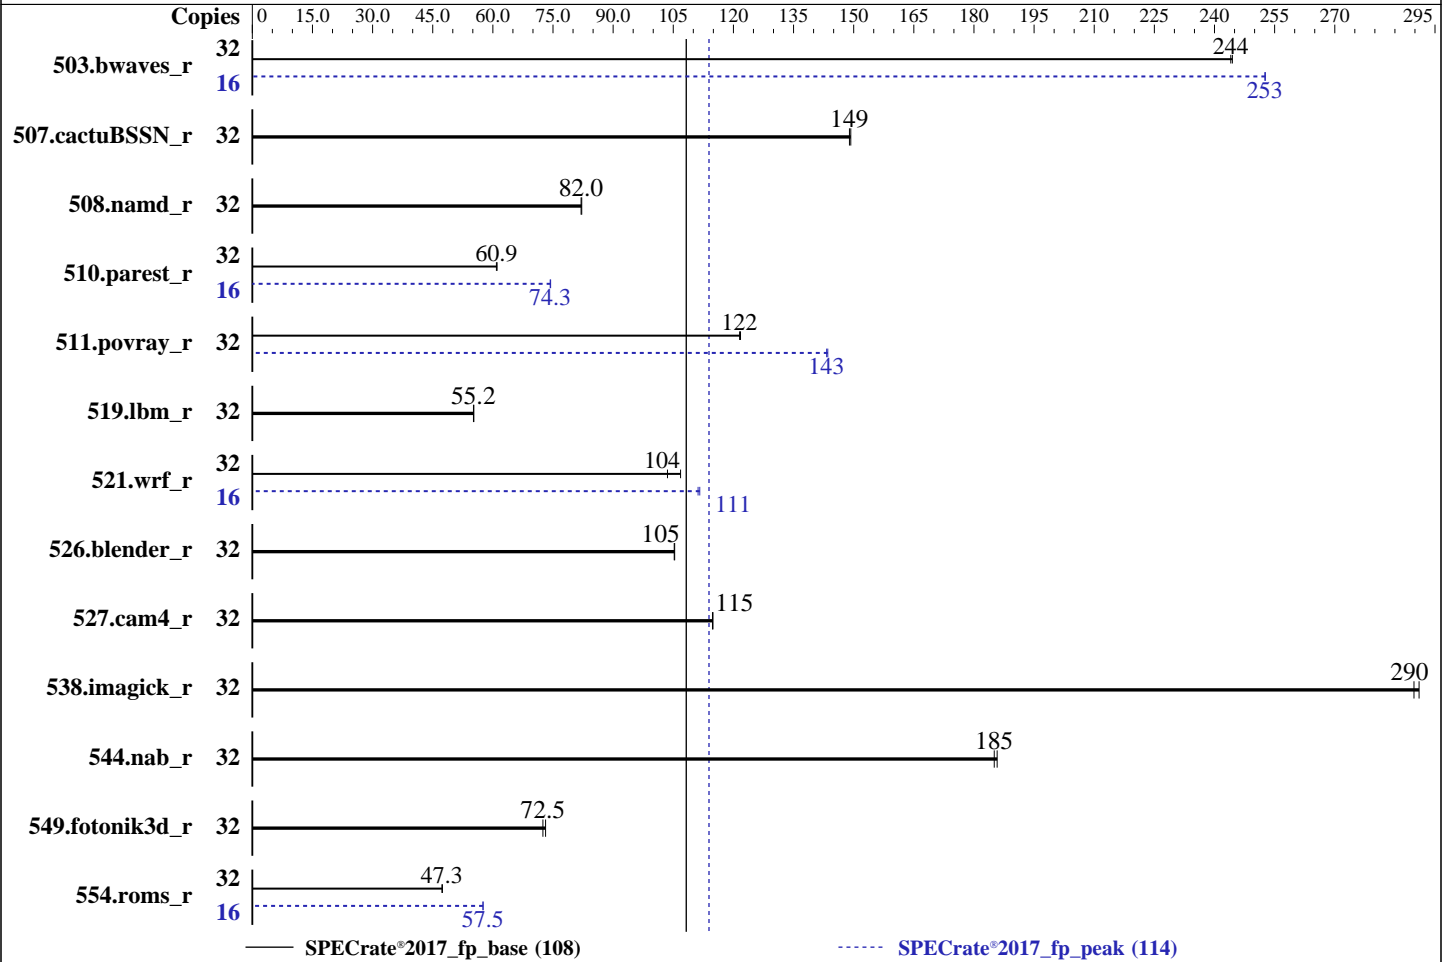 Copies 0 15.0 30.0 45.0 60.0 75.0 90.0 105 120 135 150 165 180 195 210 225 240 255 270 295
503.bwaves_r 32 244
16 253
507.cactuBSSN_r 32 149
508.namd_r 32 82.0
510.parest_r 32 60.9
16 74.3
511.povray_r 32 122
143
519.lbm_r 32 55.2
521.wrf_r 32 104
16 111
526.blender_r 32 105
527.cam4_r 32 115
538.imagick_r 32 290
544.nab_r 32 185
549.fotonik3d_r 32 72.5
554.roms_r 32 47.3
16 57.5
SPECrate®2017_fp_base (108) SPECrate®2017_fp_peak (114)